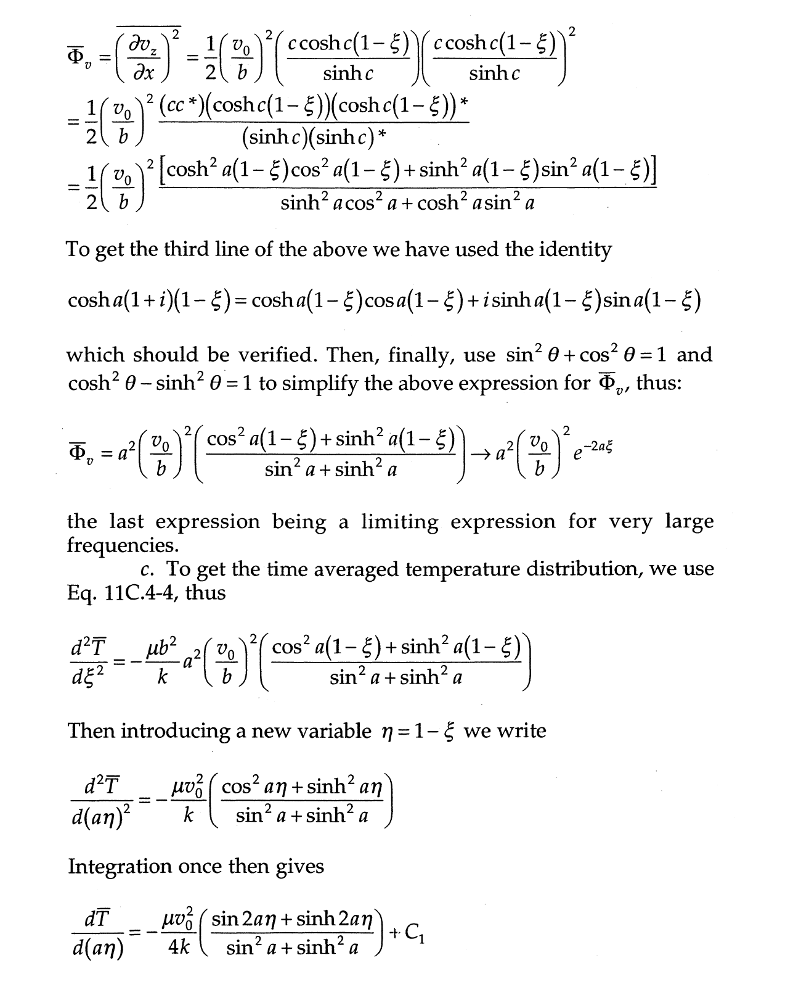 $\overline{\Phi}_v = \overline{\left(\frac{\partial v_z}{\partial x}\right)^2} = \frac{1}{2}\left(\frac{v_0}{b}\right)^2\left(\frac{c\cosh c(1-\xi)}{\sinh c}\right)\left(\frac{c\cosh c(1-\xi)}{\sinh c}\right)^2$
$= \frac{1}{2}\left(\frac{v_0}{b}\right)^2\frac{(cc*)(\cosh c(1-\xi))(\cosh c(1-\xi))*}{(\sinh c)(\sinh c)*}$
$= \frac{1}{2}\left(\frac{v_0}{b}\right)^2\frac{[\cosh^2 a(1-\xi)\cos^2 a(1-\xi)+\sinh^2 a(1-\xi)\sin^2 a(1-\xi)]}{\sinh^2 a\cos^2 a+\cosh^2 a\sin^2 a}$
To get the third line of the above we have used the identity
$\cosh a(1+i)(1-\xi) = \cosh a(1-\xi)\cos a(1-\xi)+i\sinh a(1-\xi)\sin a(1-\xi)$
which should be verified. Then, finally, use $\sin^2\theta+\cos^2\theta=1$ and
$\cosh^2\theta-\sinh^2\theta=1$ to simplify the above expression for $\overline{\Phi}_v$, thus:
$\overline{\Phi}_v = a^2\left(\frac{v_0}{b}\right)^2\left(\frac{\cos^2 a(1-\xi)+\sinh^2 a(1-\xi)}{\sin^2 a+\sinh^2 a}\right) \rightarrow a^2\left(\frac{v_0}{b}\right)^2 e^{-2a\xi}$
the last expression being a limiting expression for very large
frequencies.
c. To get the time averaged temperature distribution, we use
Eq. 11C.4-4, thus
$\frac{d^2\overline{T}}{d\xi^2} = -\frac{\mu b^2}{k}a^2\left(\frac{v_0}{b}\right)^2\left(\frac{\cos^2 a(1-\xi)+\sinh^2 a(1-\xi)}{\sin^2 a+\sinh^2 a}\right)$
Then introducing a new variable $\eta = 1-\xi$ we write
$\frac{d^2\overline{T}}{d(a\eta)^2} = -\frac{\mu v_0^2}{k}\left(\frac{\cos^2 a\eta+\sinh^2 a\eta}{\sin^2 a+\sinh^2 a}\right)$
Integration once then gives
$\frac{d\overline{T}}{d(a\eta)} = -\frac{\mu v_0^2}{4k}\left(\frac{\sin 2a\eta+\sinh 2a\eta}{\sin^2 a+\sinh^2 a}\right)+C_1$